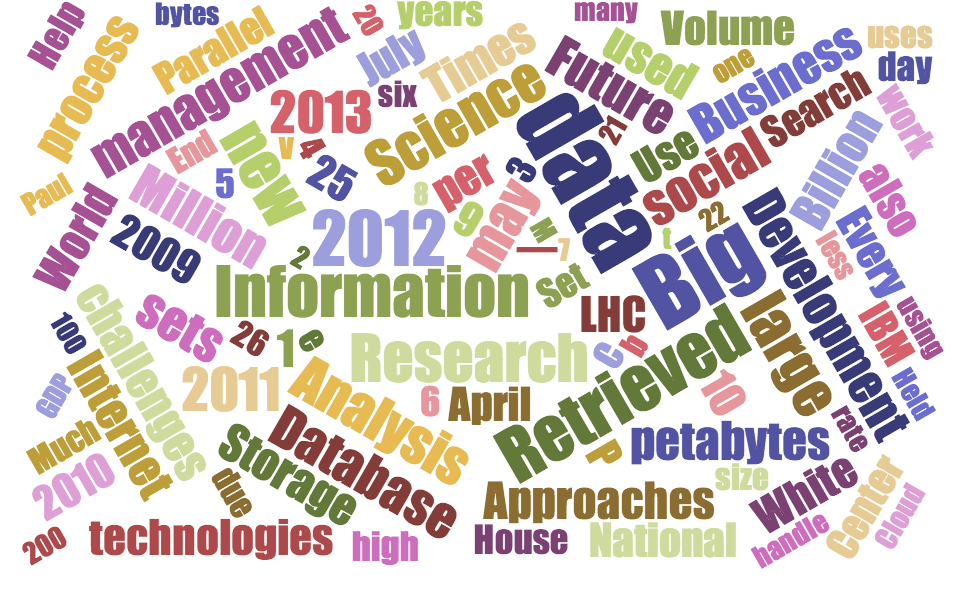 Help
bytes
20
years
many
Volume
uses
process
Parallel
management
July
Times
Future
used
one
Business
day
2013
six
Science
data
21
Search
work
End
new
v
4
25
Use
social
Billion
Paul
5
8
per
3
also
World
Million
2012
9
may
M
22
2009
2
7
t
Big
Development
less
Every
—
Information
Set
using
challenges
sets
26
1
e
LHC
IBM
100
Research
c
b
large
Held
GDP
Internet
2011
Analysis
6
April
Retrieved
10
rate
Much
Database
P
petabytes
2010
Storage
due
size
White
Center
Approaches
Cloud
200
technologies
high
House
National
handle